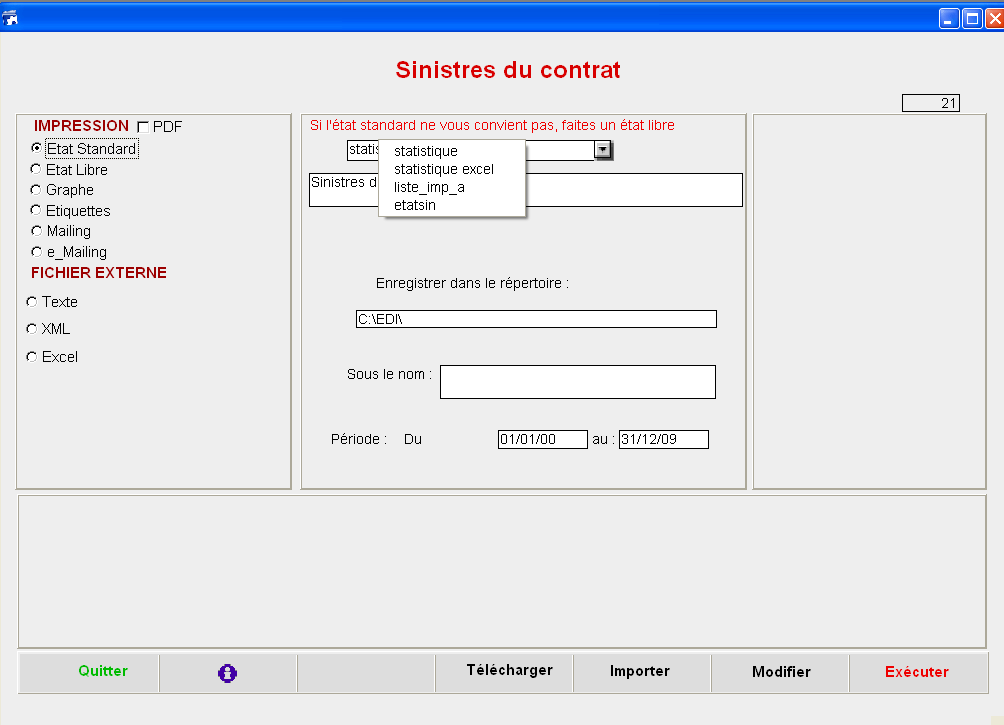 Sinistres du contrat
21
IMPRESSION PDF
Etat Standard
Etat Libre
Graphe
Etiquettes
Mailing
e_Mailing
FICHIER EXTERNE
Texte
XML
Excel
Si l'état standard ne vous convient pas, faites un état libre
statis
statistique
statistique excel
liste_imp_a
etatsin
Sinistres d
Enregistrer dans le répertoire :
C:\EDI\
Sous le nom :
Période : Du 01/01/00 au : 31/12/09
Quitter
Télécharger
Importer
Modifier
Exécuter